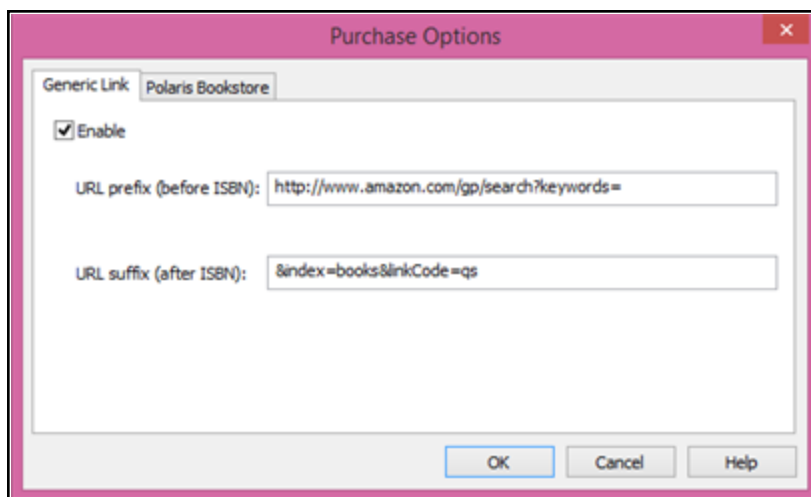 Purchase Options
Generic Link Polaris Bookstore
Enable
URL prefix (before ISBN): http://www.amazon.com/gp/search?keywords=
URL suffix (after ISBN): &index=books&linkCode=qs
OK Cancel Help